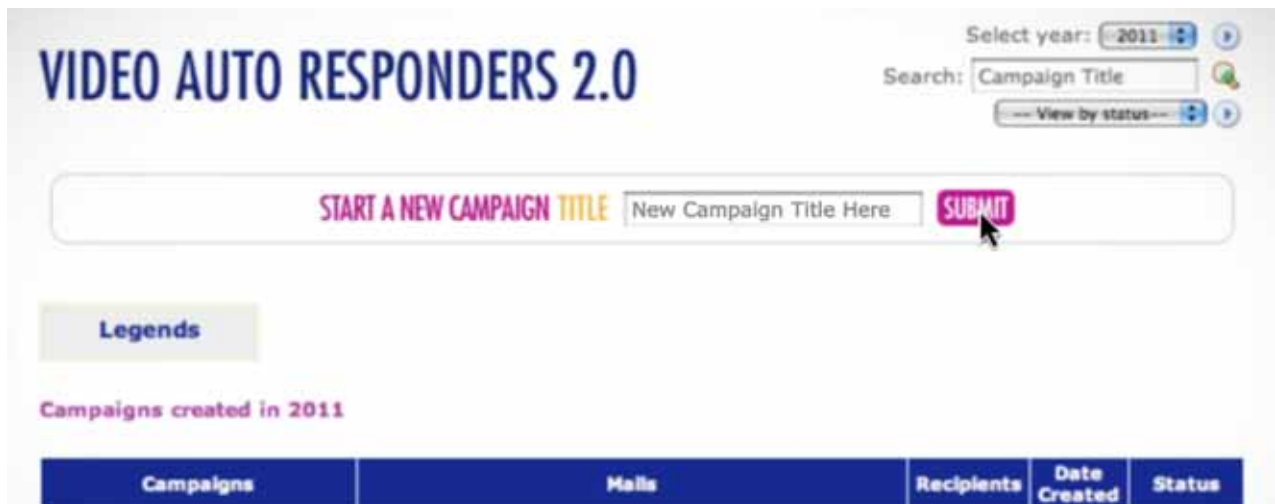 VIDEO AUTO RESPONDERS 2.0
Select year: 2011
Search: Campaign Title
-- View by status--
START A NEW CAMPAIGN TITLE New Campaign Title Here SUBMIT
Legends
Campaigns created in 2011
Campaigns Mails Recipients Date Created Status